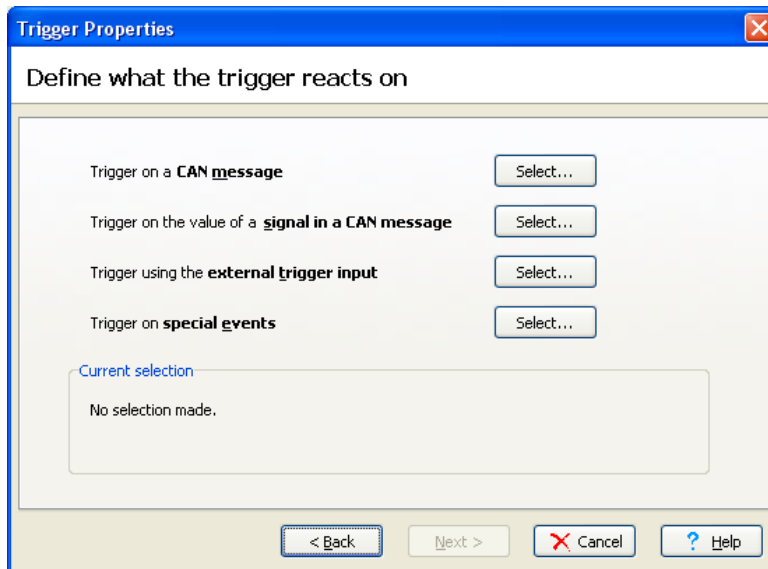 Trigger Properties
Define what the trigger reacts on
Trigger on a CAN message Select...
Trigger on the value of a signal in a CAN message Select...
Trigger using the external trigger input Select...
Trigger on special events Select...
Current selection
No selection made.
< Back Next > Cancel ? Help